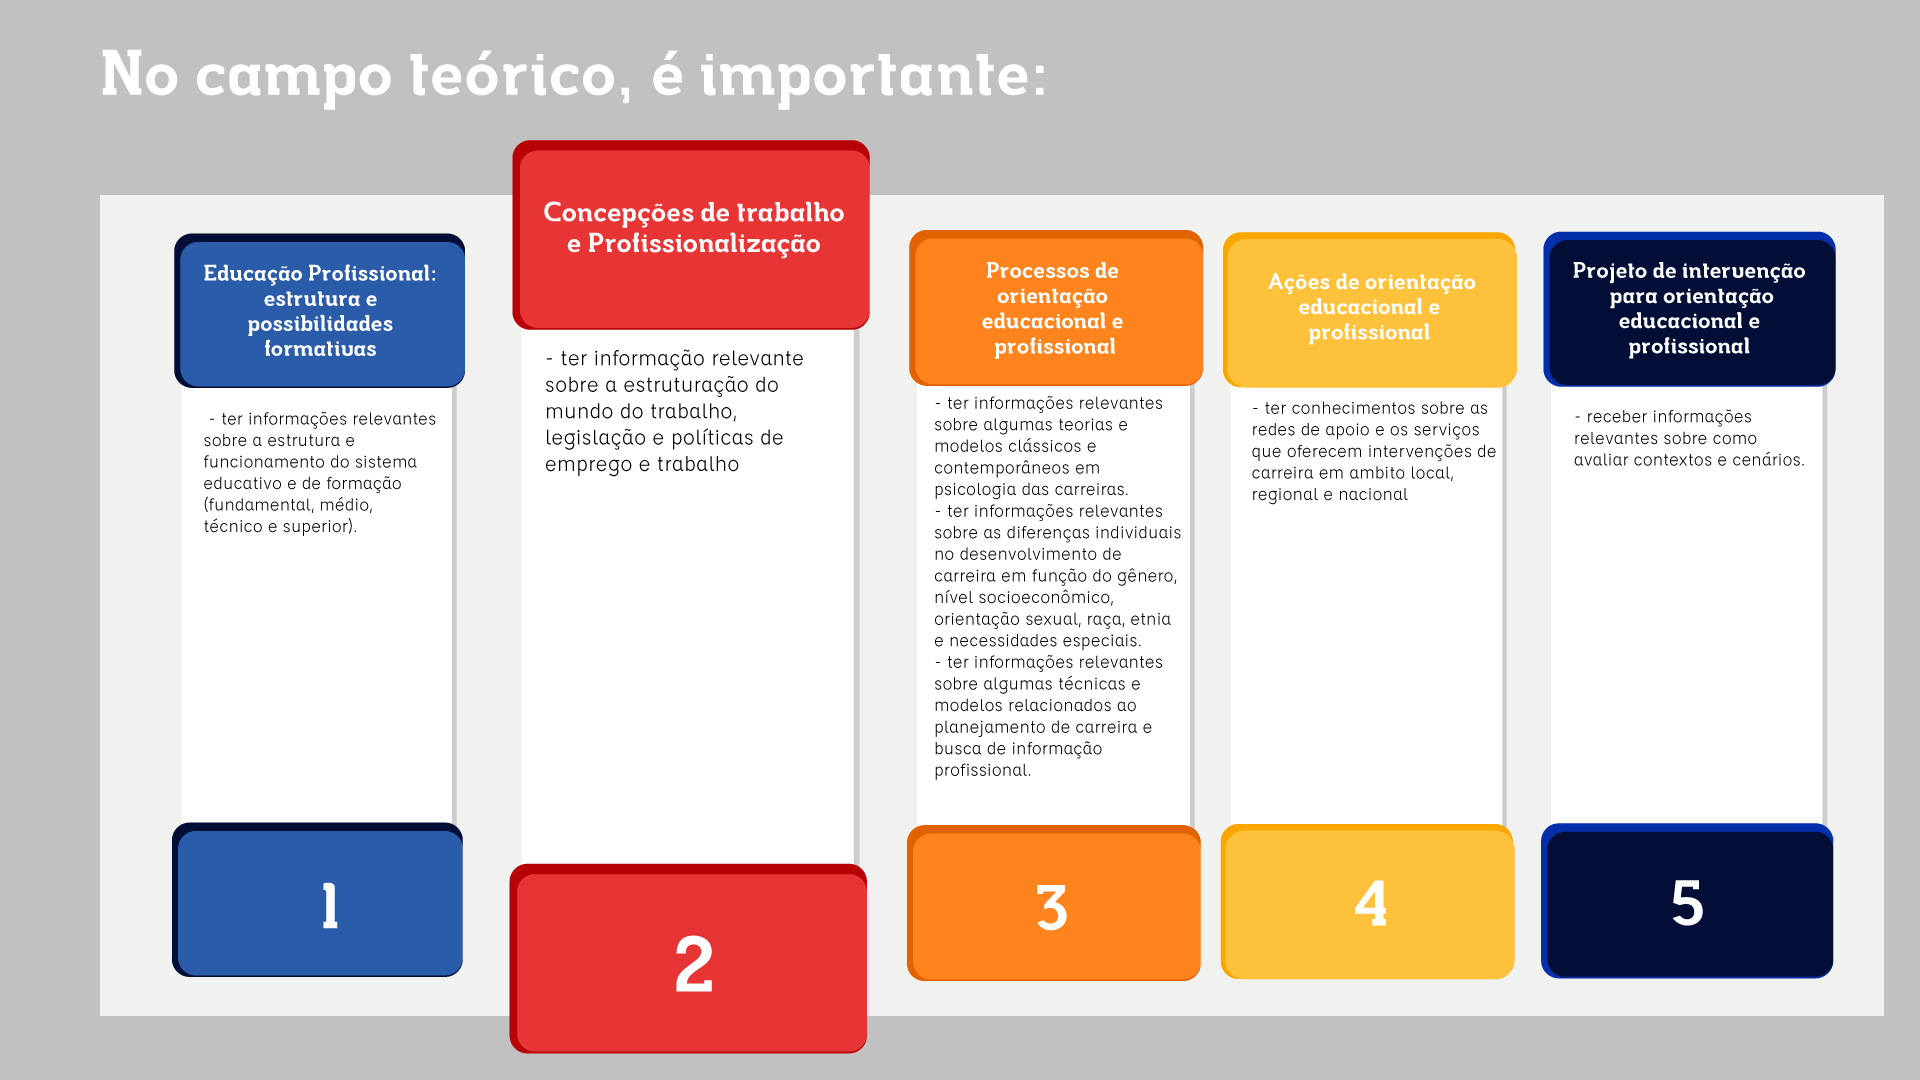 No campo teórico, é importante:
Educação Profissional:
estrutura e
possibilidades
formativas
- ter informações relevantes
sobre a estrutura e
funcionamento do sistema
educativo e de formação
(fundamental, médio,
técnico e superior).
1
Concepções de trabalho
e Profissionalização
- ter informação relevante
sobre a estruturação do
mundo do trabalho,
legislação e políticas de
emprego e trabalho
2
Processos de
orientação
educacional e
profissional
- ter informações relevantes
sobre algumas teorias e
modelos clássicos e
contemporâneos em
psicologia das carreiras.
- ter informações relevantes
sobre as diferenças individuais
no desenvolvimento de
carreira em função do gênero,
nível socioeconômico,
orientação sexual, raça, etnia
e necessidades especiais.
- ter informações relevantes
sobre algumas técnicas e
modelos relacionados ao
planejamento de carreira e
busca de informação
profissional.
3
Ações de orientação
educacional e
profissional
- ter conhecimentos sobre as
redes de apoio e os serviços
que oferecem intervenções de
carreira em ambito local,
regional e nacional
4
Projeto de intervenção
para orientação
educacional e
profissional
- receber informações
relevantes sobre como
avaliar contextos e cenários.
5